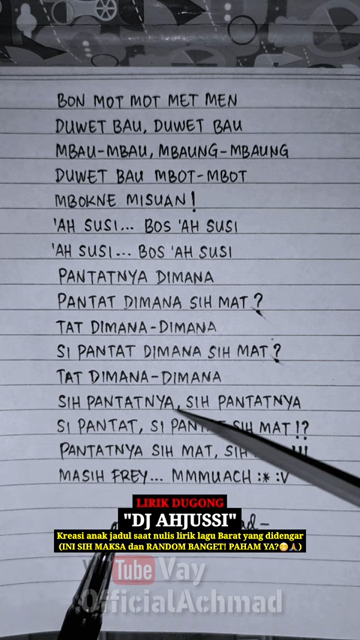 BON MOT MOT MET MEN
DUWET BAU, DUWET BAU
MBAU-MBAU, MBAUNG-MBAUNG
DUWET BAU MBOT-MBOT
MBOKNE MISUAN!
'AH SUSI... BOS 'AH SUSI
'AH SUSI... BOS 'AH SUSI
PANTATNYA DIMANA
PANTAT DIMANA SIH MAT?
TAT DIMANA-DIMANA
SI PANTAT DIMANA SIH MAT?
TAT DIMANA-DIMANA
SIH PANTATNYA, SIH PANTATNYA
SI PANTAT, SI SIH MAT!?
PANTATNYA SIH MAT, SIH
MASIH FREY... MMMUACH :* :V
LIRIK DUGONG
"DJ AHJUSSI"
Kreasi anak jadul saat nulis lirik lagu Barat yang didengar
(INI SIH MAKSA dan RANDOM BANGET! PAHAM YA?😁🙏)
YouTube Vay
OfficialAchmad